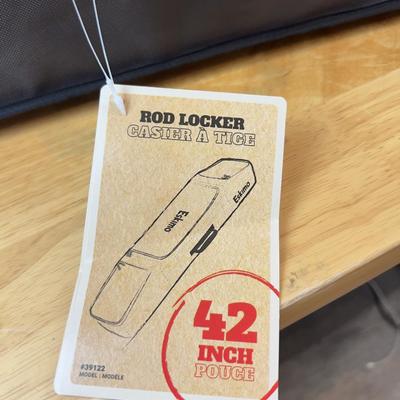 ROD LOCKER
CASIER À TIGE
Eskimo
Eskimo
42
INCH
POUCE
#39122
MODEL : MODÈLE